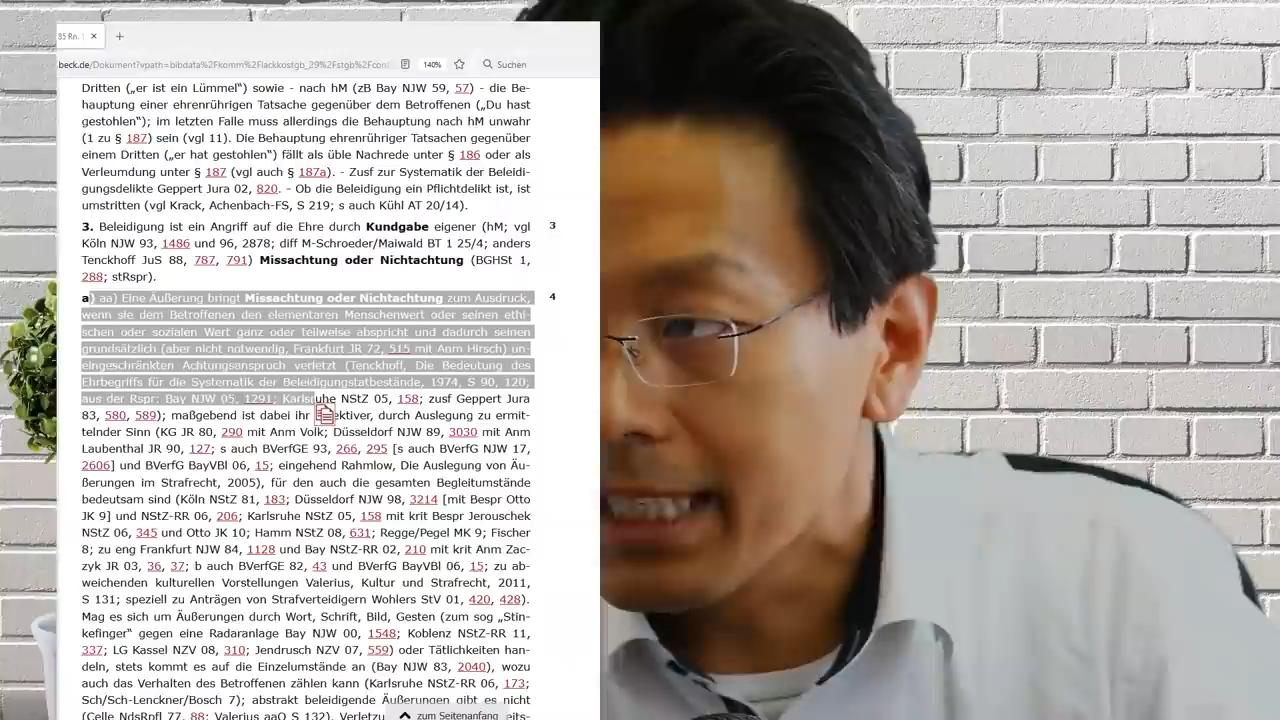 85 Rn.
.beck.de/Dokument?vpath=bibdata%2Fkomm%2Flackkostgb_29%2Fstgb%2Fcont
140%
Suchen
Dritten („er ist ein Lümmel") sowie - nach hM (zB Bay NJW 59, 57) - die Be-
hauptung einer ehrenrührigen Tatsache gegenüber dem Betroffenen („Du hast
gestohlen"); im letzten Falle muss allerdings die Behauptung nach hM unwahr
(1 zu § 187) sein (vgl 11). Die Behauptung ehrenrühriger Tatsachen gegenüber
einem Dritten („er hat gestohlen") fällt als üble Nachrede unter § 186 oder als
Verleumdung unter § 187 (vgl auch § 187a). - Zusf zur Systematik der Beleidi-
gungsdelikte Geppert Jura 02, 820. - Ob die Beleidigung ein Pflichtdelikt ist, ist
umstritten (vgl Krack, Achenbach-FS, S 219; s auch Kühl AT 20/14).
3. Beleidigung ist ein Angriff auf die Ehre durch Kundgabe eigener (hM; vgl 3
Köln NJW 93, 1486 und 96, 2878; diff M-Schroeder/Maiwald BT 1 25/4; anders
Tenckhoff JuS 88, 787, 791) Missachtung oder Nichtachtung (BGHSt 1,
288; stRspr).
a) aa) Eine Äußerung bringt Missachtung oder Nichtachtung zum Ausdruck, 4
wenn sie dem Betroffenen den elementaren Menschenwert oder seinen ethi-
schen oder sozialen Wert ganz oder teilweise abspricht und dadurch seinen
grundsätzlich (aber nicht notwendig, Frankfurt JR 72, 515 mit Anm Hirsch) un-
eingeschränkten Achtungsanspruch verletzt (Tenckhoff, Die Bedeutung des
Ehrbegriffs für die Systematik der Beleidigungstatbestände, 1974, S 90, 120;
aus der Rspr: Bay NJW 05, 1291; Karlsruhe NStZ 05, 158; zusf Geppert Jura
83, 580, 589); maßgebend ist dabei ihr ektiver, durch Auslegung zu ermit-
telnder Sinn (KG JR 80, 290 mit Anm Volk; Düsseldorf NJW 89, 3030 mit Anm
Laubenthal JR 90, 127; s auch BVerfGE 93, 266, 295 [s auch BVerfG NJW 17,
2606] und BVerfG BayVBl 06, 15; eingehend Rahmlow, Die Auslegung von Äu-
ßerungen im Strafrecht, 2005), für den auch die gesamten Begleitumstände
bedeutsam sind (Köln NStZ 81, 183; Düsseldorf NJW 98, 3214 [mit Bespr Otto
JK 9] und NStZ-RR 06, 206; Karlsruhe NStZ 05, 158 mit krit Bespr Jerouschek
NStZ 06, 345 und Otto JK 10; Hamm NStZ 08, 631; Regge/Pegel MK 9; Fischer
8; zu eng Frankfurt NJW 84, 1128 und Bay NStZ-RR 02, 210 mit krit Anm Zac-
zyk JR 03, 36, 37; b auch BVerfGE 82, 43 und BVerfG BayVBl 06, 15; zu ab-
weichenden kulturellen Vorstellungen Valerius, Kultur und Strafrecht, 2011,
S 131; speziell zu Anträgen von Strafverteidigern Wohlers StV 01, 420, 428).
Mag es sich um Äußerungen durch Wort, Schrift, Bild, Gesten (zum sog „Stin-
kefinger" gegen eine Radaranlage Bay NJW 00, 1548; Koblenz NStZ-RR 11,
337; LG Kassel NZV 08, 310; Jendrusch NZV 07, 559) oder Tätlichkeiten han-
deln, stets kommt es auf die Einzelumstände an (Bay NJW 83, 2040), wozu
auch das Verhalten des Betroffenen zählen kann (Karlsruhe NStZ-RR 06, 173;
Sch/Sch-Lenckner/Bosch 7); abstrakt beleidigende Äußerungen gibt es nicht
(Celle NdsRpfl 77, 88; Valerius aaO S 132). Verletzu eits-
zum Seitenanfang